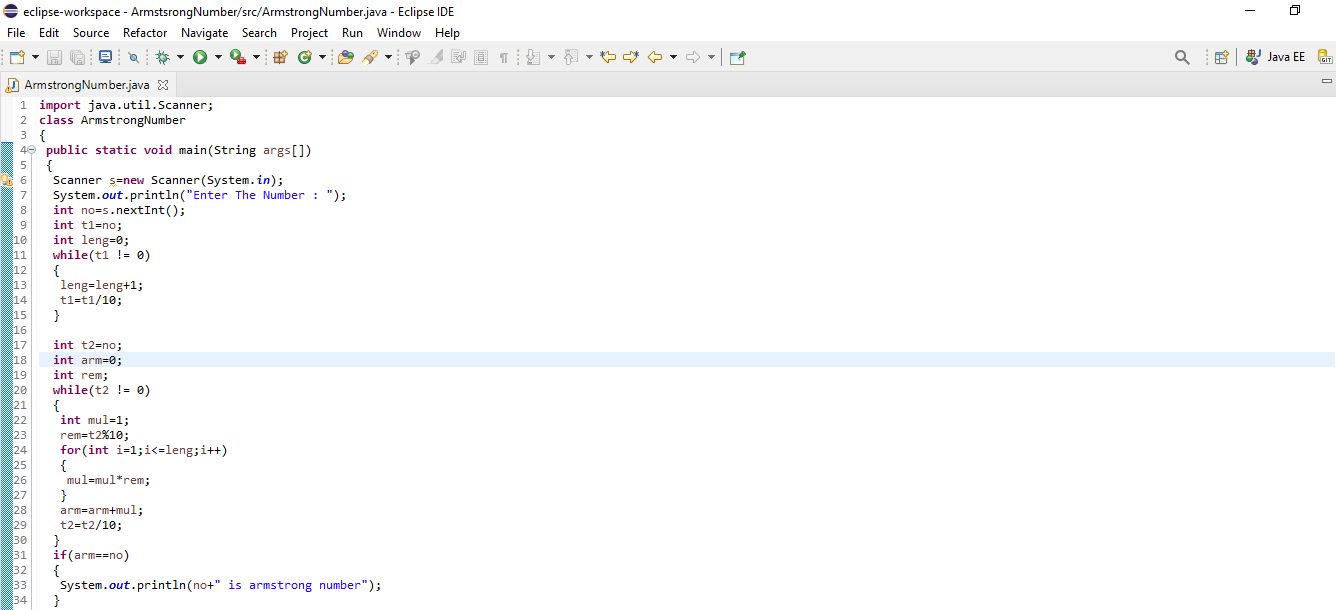 eclipse-workspace - ArmstsrongNumber/src/ArmstrongNumber.java - Eclipse IDE
File Edit Source Refactor Navigate Search Project Run Window Help
Java EE GIT
ArmstrongNumber.java
1 import java.util.Scanner;
2 class ArmstrongNumber
3 {
4 public static void main(String args[])
5 {
6 Scanner s=new Scanner(System.in);
7 System.out.println("Enter The Number : ");
8 int no=s.nextInt();
9 int t1=no;
10 int leng=0;
11 while(t1 != 0)
12 {
13 leng=leng+1;
14 t1=t1/10;
15 }
16
17 int t2=no;
18 int arm=0;
19 int rem;
20 while(t2 != 0)
21 {
22 int mul=1;
23 rem=t2%10;
24 for(int i=1;i<=leng;i++)
25 {
26 mul=mul*rem;
27 }
28 arm=arm+mul;
29 t2=t2/10;
30 }
31 if(arm==no)
32 {
33 System.out.println(no+" is armstrong number");
34 }